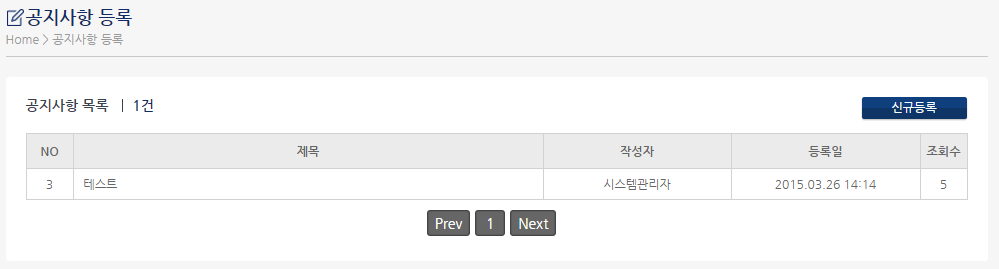 공지사항 등록
Home > 공지사항 등록
공지사항 목록 | 1건
신규등록
NO 제목 작성자 등록일 조회수
3 테스트 시스템관리자 2015.03.26 14:14 5
Prev 1 Next